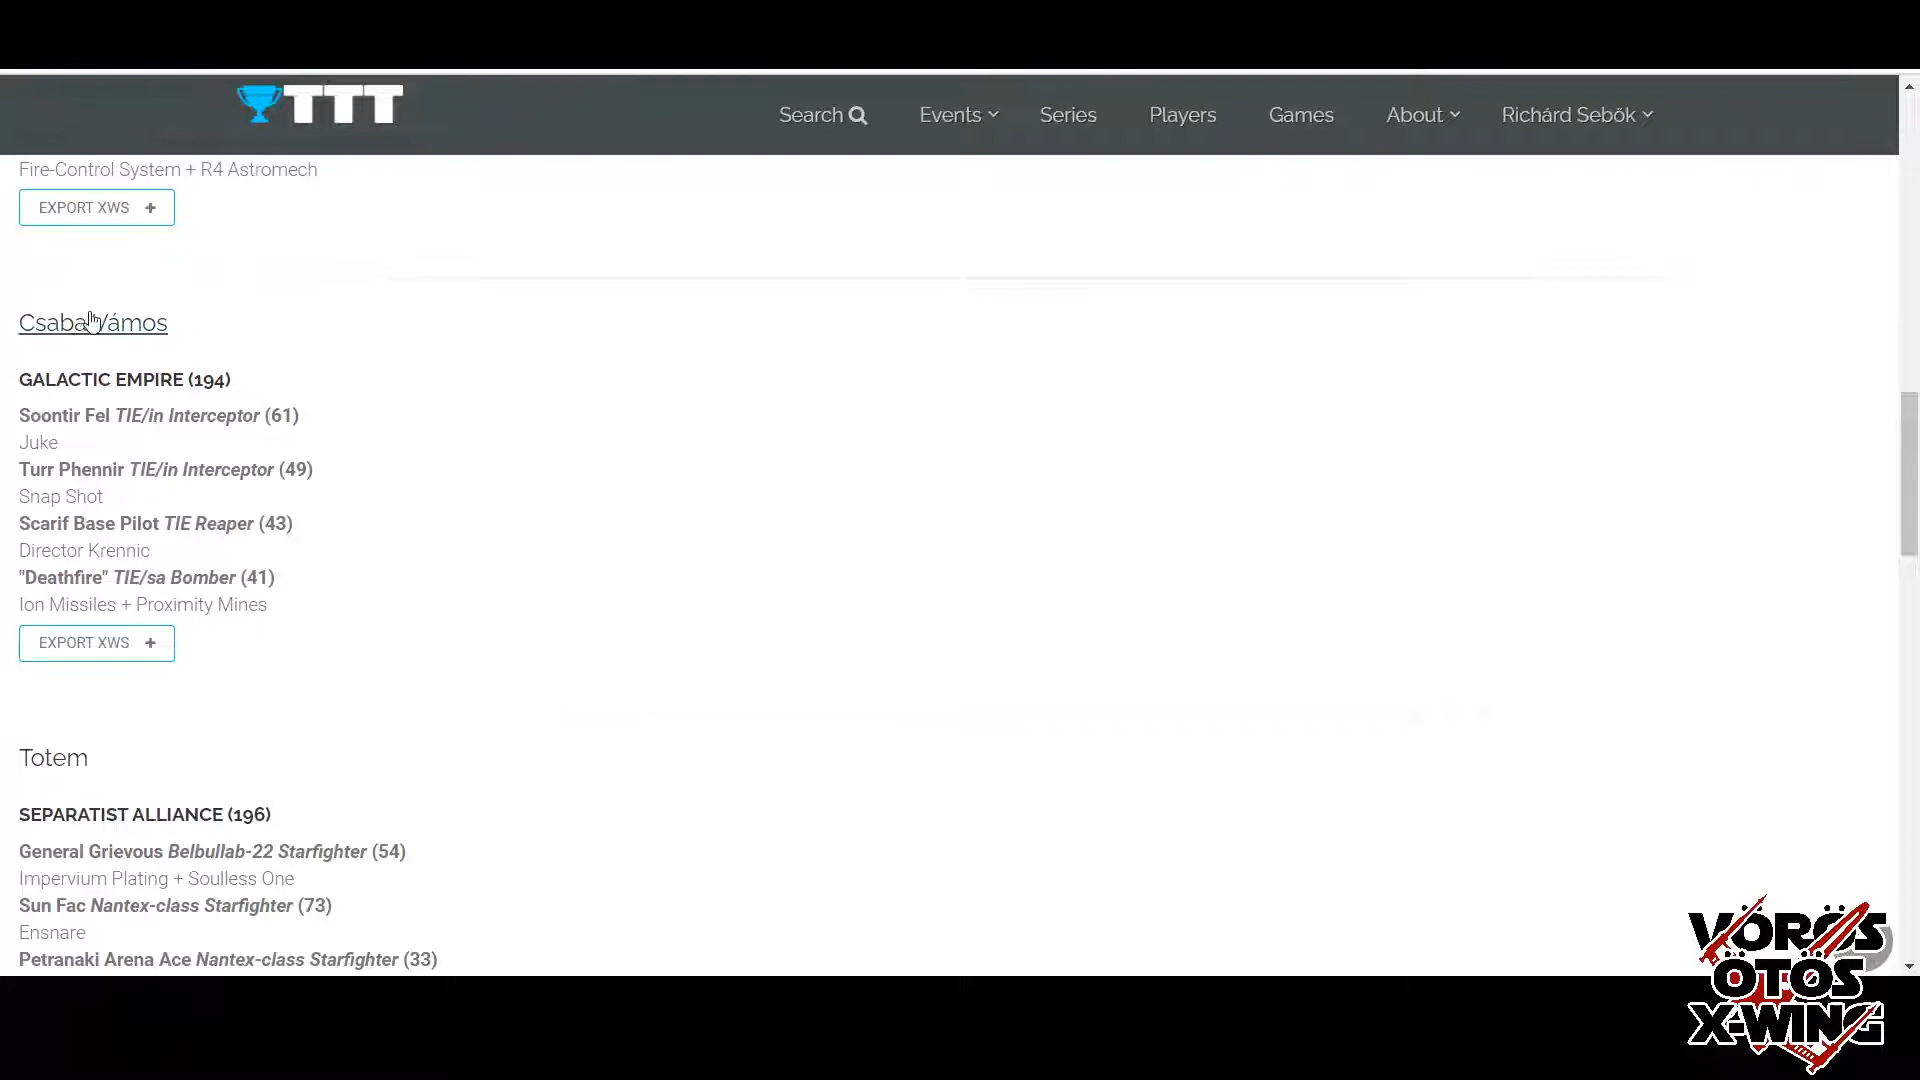 TTT
Search
Events
Series
Players
Games
About
Richárd Sebők
Fire-Control System + R4 Astromech
EXPORT XWS +
Csaba Vámos
GALACTIC EMPIRE (194)
Soontir Fel TIE/in Interceptor (61)
Juke
Turr Phennir TIE/in Interceptor (49)
Snap Shot
Scarif Base Pilot TIE Reaper (43)
Director Krennic
"Deathfire" TIE/sa Bomber (41)
Ion Missiles + Proximity Mines
EXPORT XWS +
Totem
SEPARATIST ALLIANCE (196)
General Grievous Belbullab-22 Starfighter (54)
Impervium Plating + Soulless One
Sun Fac Nantex-class Starfighter (73)
Ensnare
Petranaki Arena Ace Nantex-class Starfighter (33)
VÖRÖS
ÖTÖS
X-WING